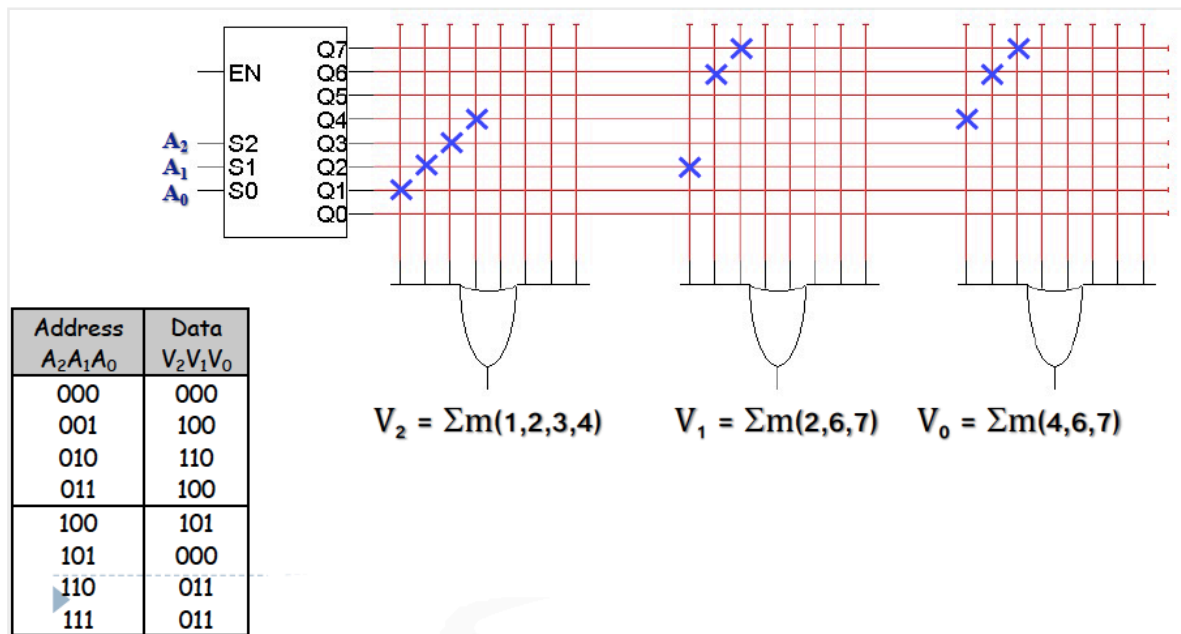 Q7
EN
Q6
Q5
Q4
A₂ S2 Q3
A₁ S1 Q2
A₀ S0 Q1
Q0
V₂ = Σm(1,2,3,4) V₁ = Σm(2,6,7) V₀ = Σm(4,6,7)
Address Data
A₂A₁A₀ V₂V₁V₀
000 000
001 100
010 110
011 100
100 101
101 000
110 011
111 011